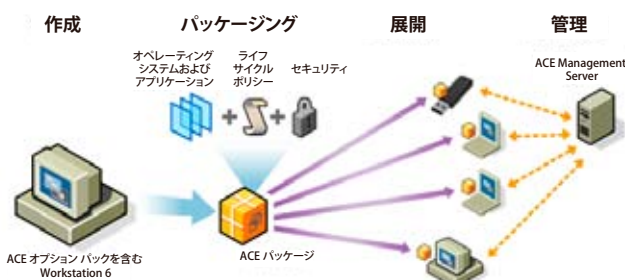 作成
パッケージング
展開
管理
オペレーティング
システムおよび
アプリケーション
ライフ
サイクル
ポリシー
セキュリティ
ACE Management
Server
ACE オプション パックを含む
Workstation 6
ACE パッケージ